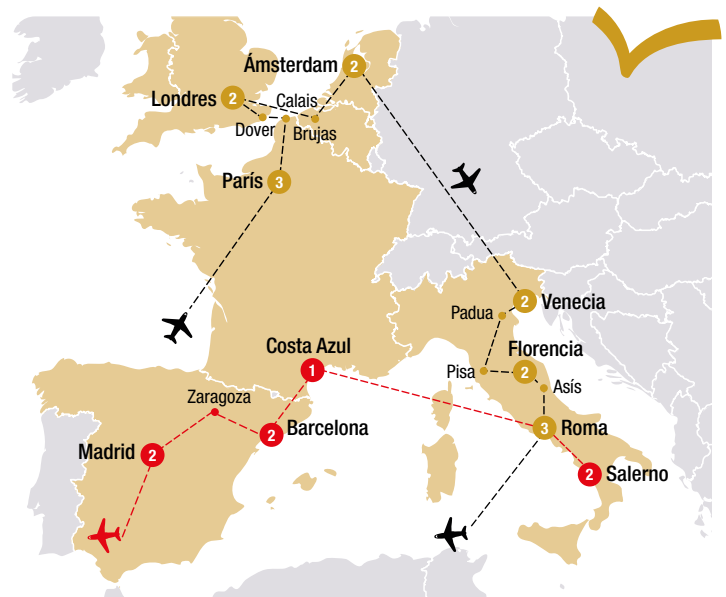 Ámsterdam
2
Londres
2
Calais
Dover
Brujas
París
3
2
Venecia
Padua
Costa Azul
1
Florencia
2
Pisa
Asís
Zaragoza
Barcelona
2
Roma
3
Madrid
2
Salerno
2